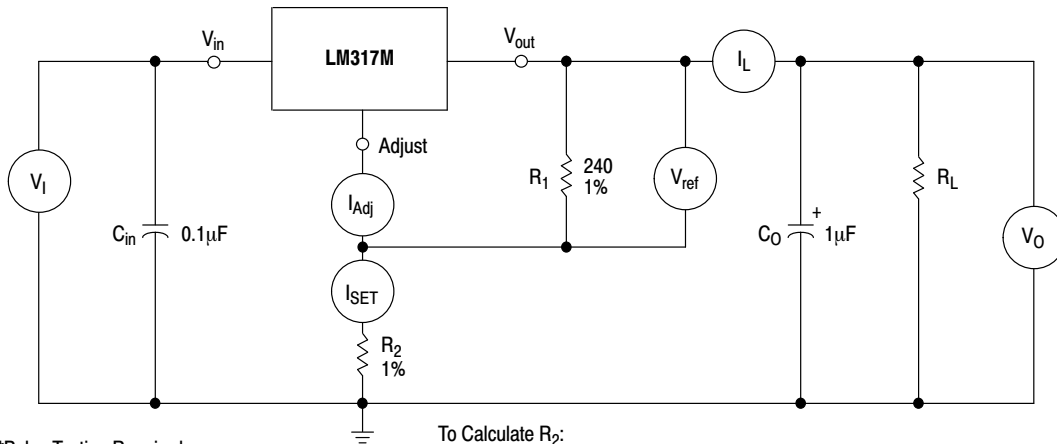 V_in
LM317M
V_out
I_L
Adjust
V_I
C_in
0.1μF
I_Adj
R_1
240
1%
V_ref
C_O
+
1μF
R_L
V_O
I_SET
R_2
1%
To Calculate R_2: